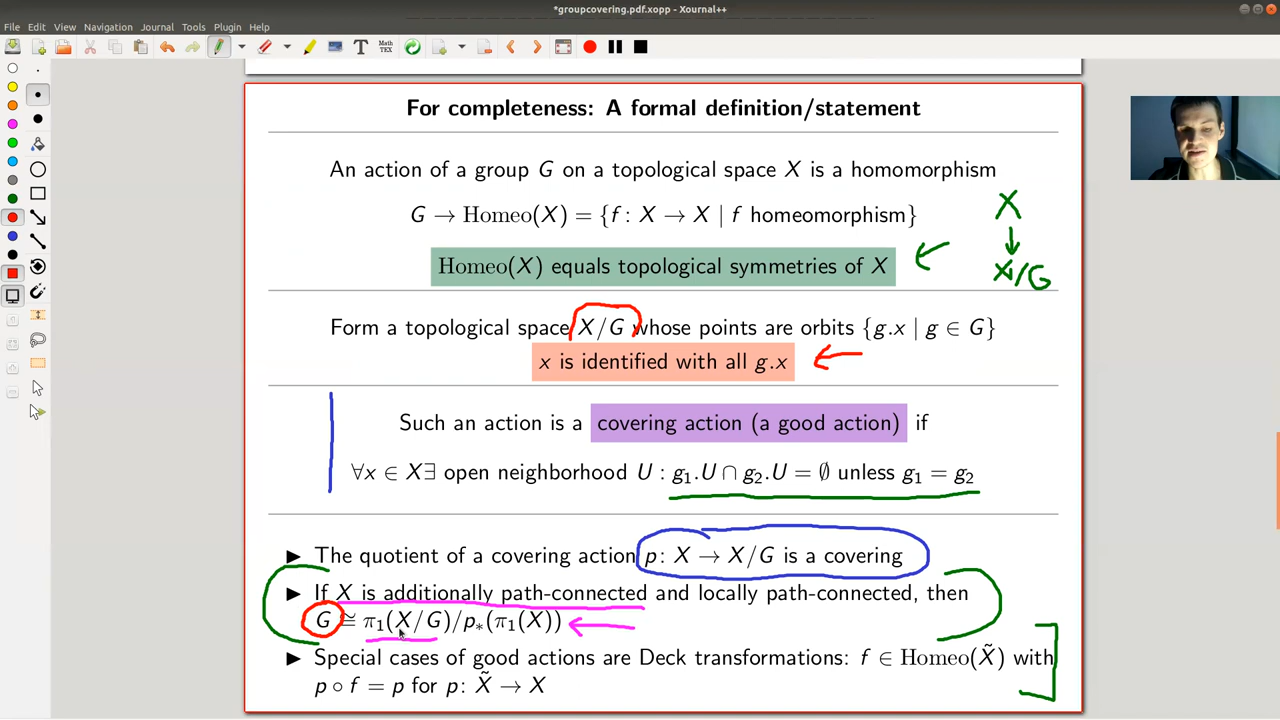 *groupcovering.pdf.xopp - Xournal++
File Edit View Navigation Journal Tools Plugin Help
T Math TEX
For completeness: A formal definition/statement
An action of a group G on a topological space X is a homomorphism
G → Homeo(X) = {f: X → X | f homeomorphism}
X
Homeo(X) equals topological symmetries of X
X/G
Form a topological space X/G whose points are orbits {g.x | g ∈ G}
x is identified with all g.x
Such an action is a covering action (a good action) if
∀x ∈ X∃ open neighborhood U : g₁.U ∩ g₂.U = ∅ unless g₁ = g₂
▶ The quotient of a covering action p: X → X/G is a covering
▶ If X is additionally path-connected and locally path-connected, then
G ≅ π₁(X/G)/p∗(π₁(X))
▶ Special cases of good actions are Deck transformations: f ∈ Homeo(X̃) with
p ∘ f = p for p: X̃ → X